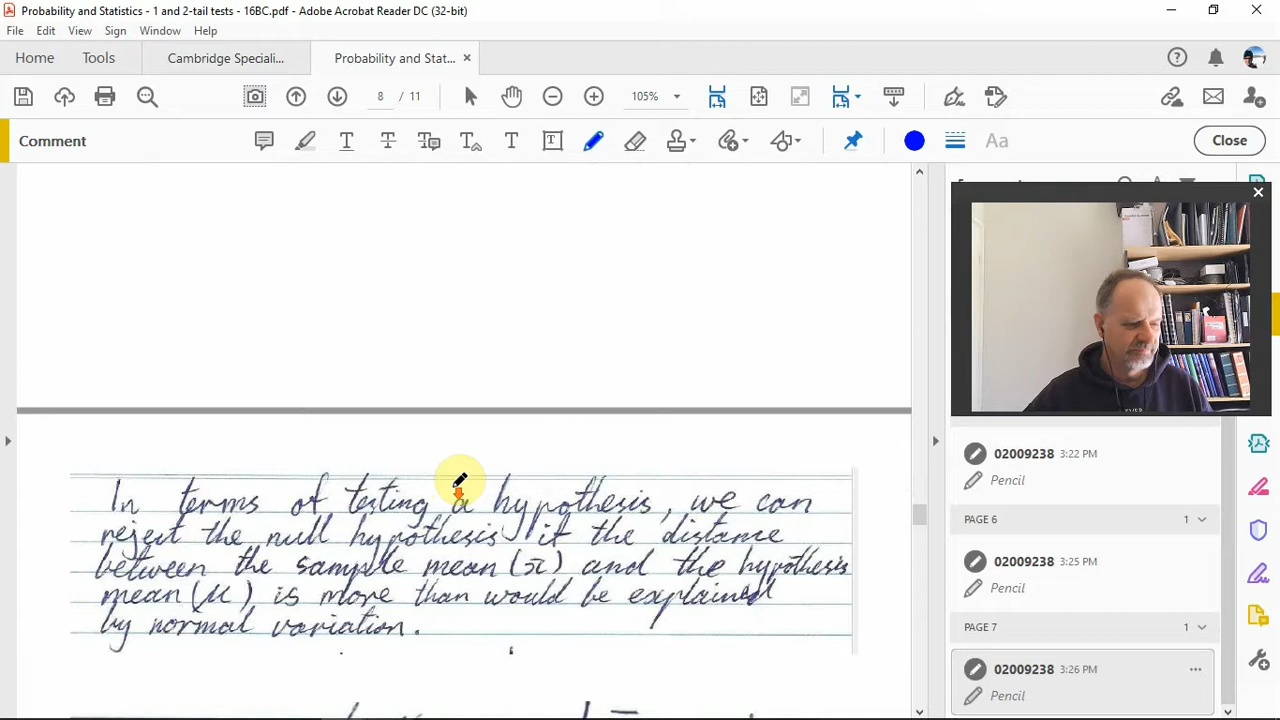 Probability and Statistics - 1 and 2-tail tests - 16BC.pdf - Adobe Acrobat Reader DC (32-bit)
File Edit View Sign Window Help
Home Tools Cambridge Speciali... Probability and Stat... ×
8 / 11 105%
Comment Close
In terms of testing a hypothesis, we can
reject the null hypothesis if the distance
between the sample mean (x̄) and the hypothesis
mean (μ) is more than would be explained
by normal variation.
02009238 3:22 PM
Pencil
PAGE 6 1
02009238 3:25 PM
Pencil
PAGE 7 1
02009238 3:26 PM
Pencil